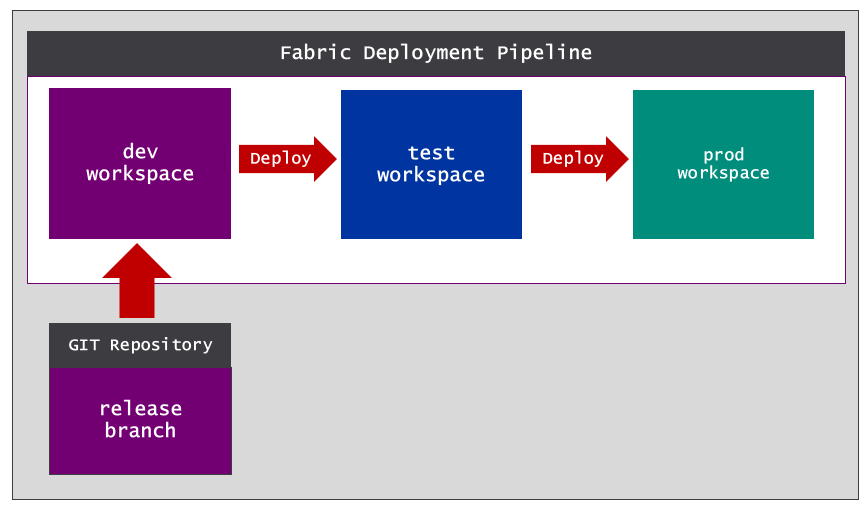 Fabric Deployment Pipeline
dev
workspace
Deploy
test
workspace
Deploy
prod
workspace
GIT Repository
release
branch